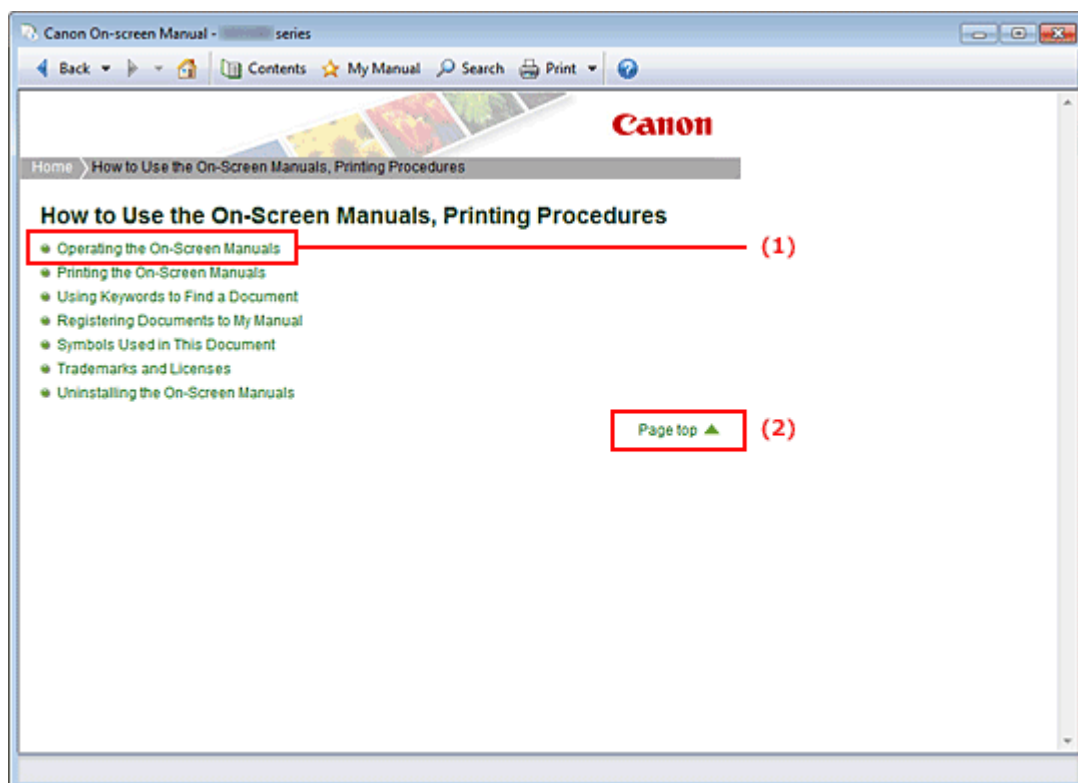 Canon On-screen Manual - series
Back Contents My Manual Search Print
Canon
Home How to Use the On-Screen Manuals, Printing Procedures
How to Use the On-Screen Manuals, Printing Procedures
Operating the On-Screen Manuals (1)
Printing the On-Screen Manuals
Using Keywords to Find a Document
Registering Documents to My Manual
Symbols Used in This Document
Trademarks and Licenses
Uninstalling the On-Screen Manuals
Page top (2)